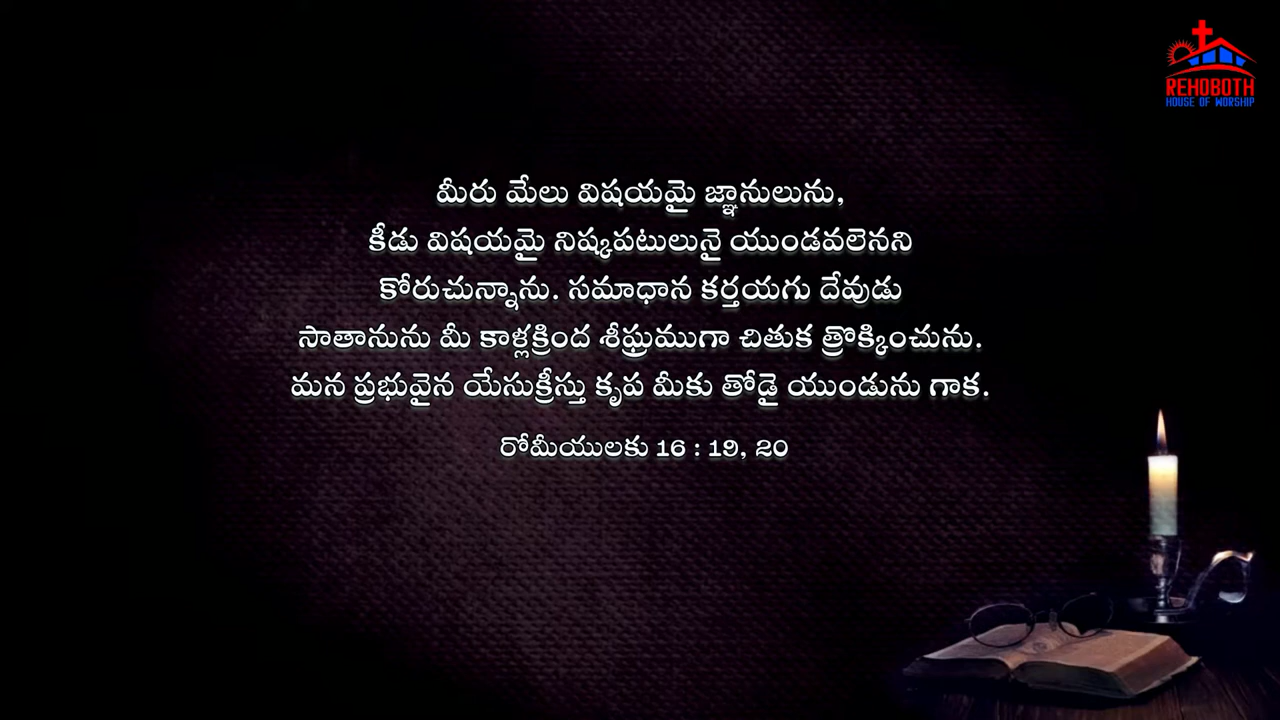 REHOBOTH
HOUSE OF WORSHIP
మీరు మేలు విషయమై జ్ఞానులును,
కీడు విషయమై నిష్కపటులునై యుండవలెనని
కోరుచున్నాను. సమాధాన కర్తయగు దేవుడు
సాతానును మీ కాళ్లక్రింద శీఘ్రముగా చితుక త్రొక్కించును.
మన ప్రభువైన యేసుక్రీస్తు కృప మీకు తోడై యుండును గాక.
రోమీయులకు 16 : 19, 20